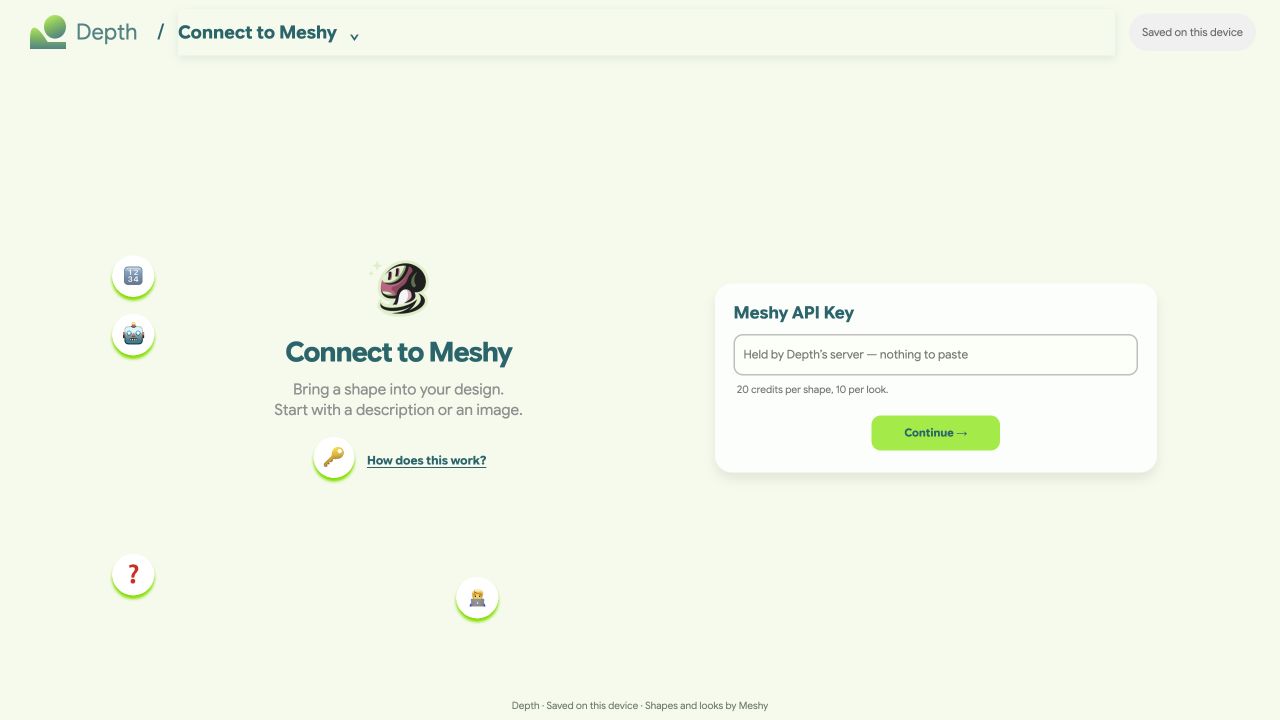 Depth / Connect to Meshy
Saved on this device
Connect to Meshy
Bring a shape into your design.
Start with a description or an image.
How does this work?
Meshy API Key
Held by Depth's server — nothing to paste
20 credits per shape, 10 per look.
Continue →
Depth · Saved on this device · Shapes and looks by Meshy